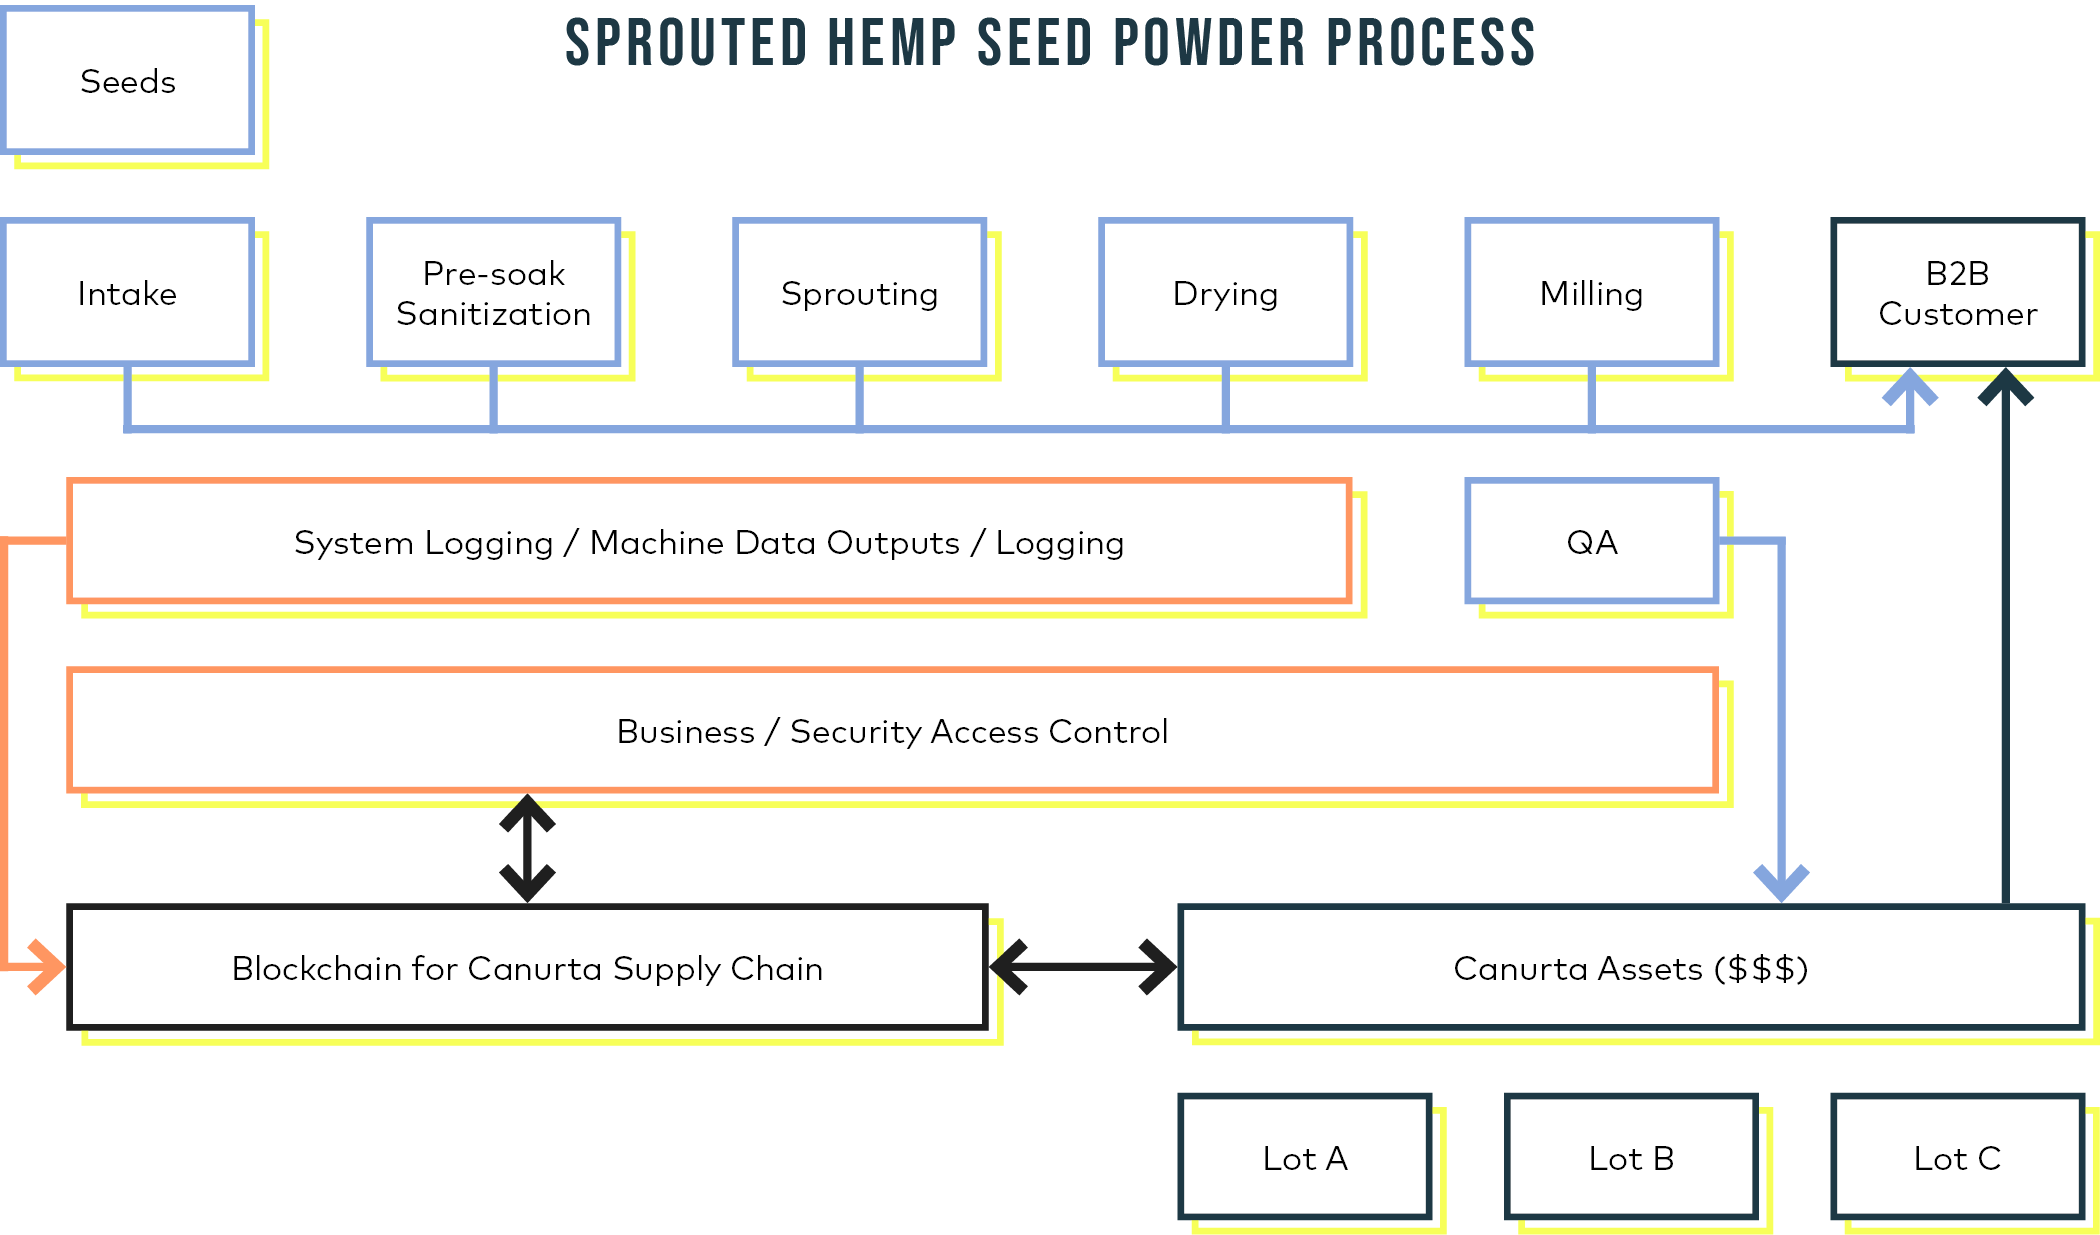 SPROUTED HEMP SEED POWDER PROCESS
Seeds
Intake
Pre-soak
Sanitization
Sprouting
Drying
Milling
B2B
Customer
System Logging / Machine Data Outputs / Logging
QA
Business / Security Access Control
Blockchain for Canurta Supply Chain
Canurta Assets ($$$)
Lot A
Lot B
Lot C